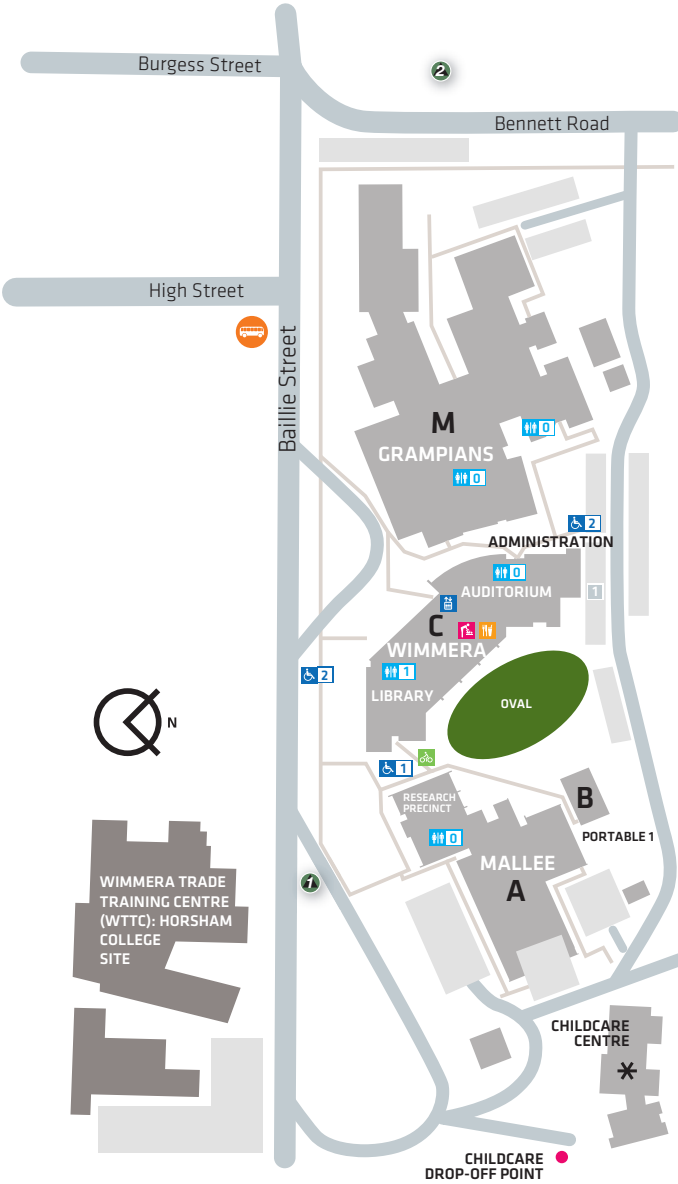 Burgess Street
2
Bennett Road
High Street
Baillie Street
M
0
GRAMPIANS
0
2
ADMINISTRATION
0
AUDITORIUM
1
C
WIMMERA
2
1
LIBRARY
OVAL
N
1
RESEARCH
PRECINCT
B
0
PORTABLE 1
MALLEE
A
1
WIMMERA TRADE
TRAINING CENTRE
(WTTC): HORSHAM
COLLEGE
SITE
CHILDCARE
CENTRE
CHILDCARE
DROP-OFF POINT